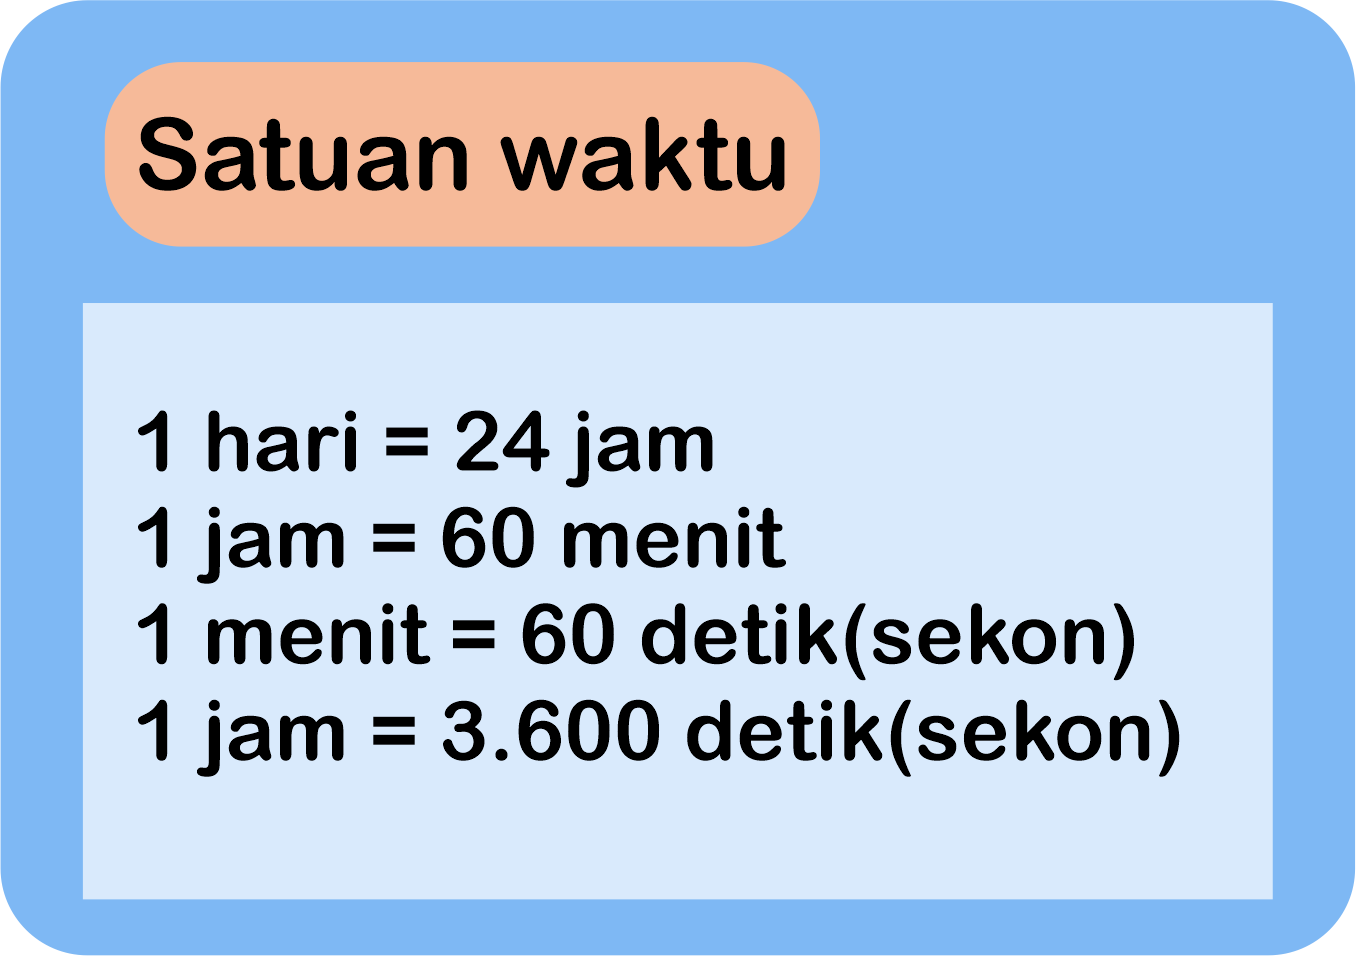 Satuan waktu
1 hari = 24 jam
1 jam = 60 menit
1 menit = 60 detik(sekon)
1 jam = 3.600 detik(sekon)